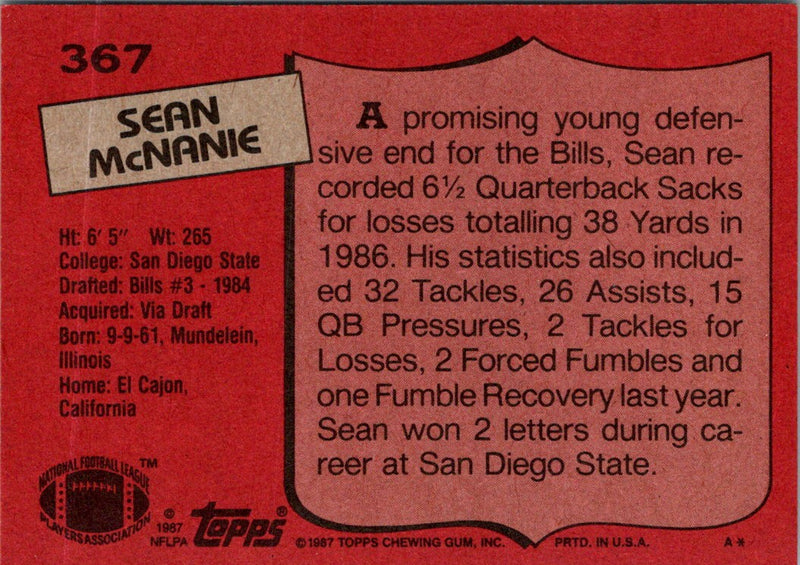 367
SEAN
McNANIE
Ht: 6' 5" Wt: 265
College: San Diego State
Drafted: Bills #3 - 1984
Acquired: Via Draft
Born: 9-9-61, Mundelein,
Illinois
Home: El Cajon,
California
A promising young defen-
sive end for the Bills, Sean re-
corded 6½ Quarterback Sacks
for losses totalling 38 Yards in
1986. His statistics also includ-
ed 32 Tackles, 26 Assists, 15
QB Pressures, 2 Tackles for
Losses, 2 Forced Fumbles and
one Fumble Recovery last year.
Sean won 2 letters during ca-
reer at San Diego State.
NATIONAL FOOTBALL LEAGUE
PLAYERS ASSOCIATION
™
©
1987
NFLPA
topps®
©1987 TOPPS CHEWING GUM, INC. PRTD. IN U.S.A. A*